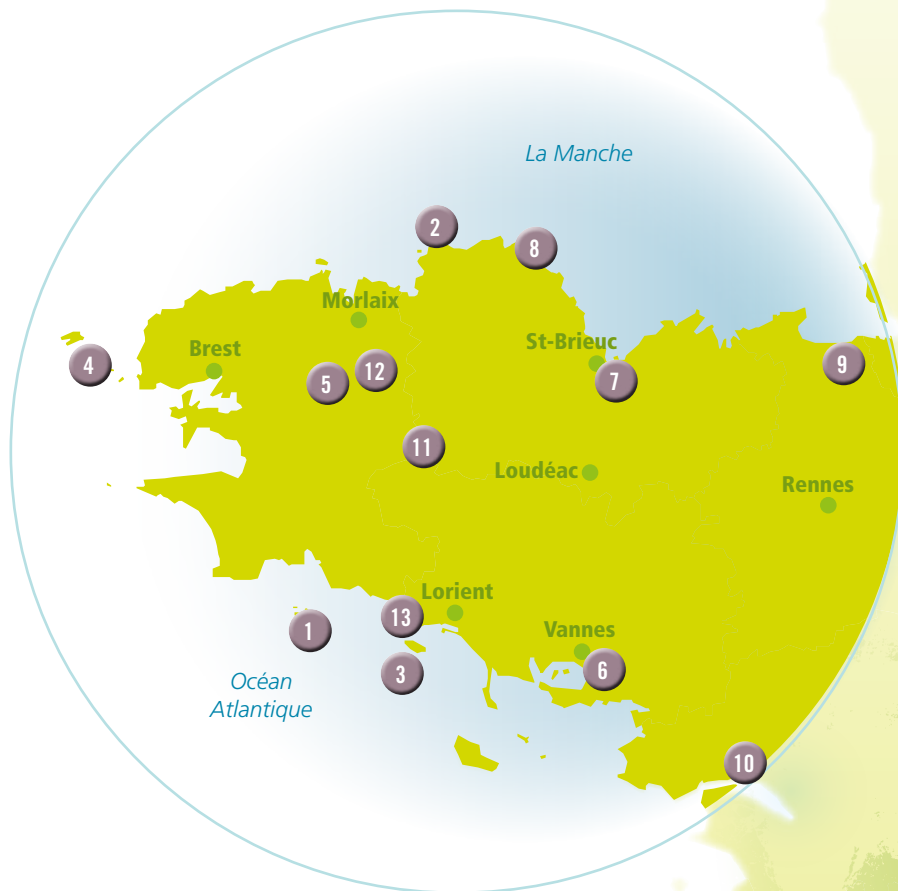 La Manche
2
8
Morlaix
St-Brieuc
Brest
4
9
12
5
7
11
Loudéac
Rennes
Lorient
13
1
Vannes
3
6
Océan
Atlantique
10